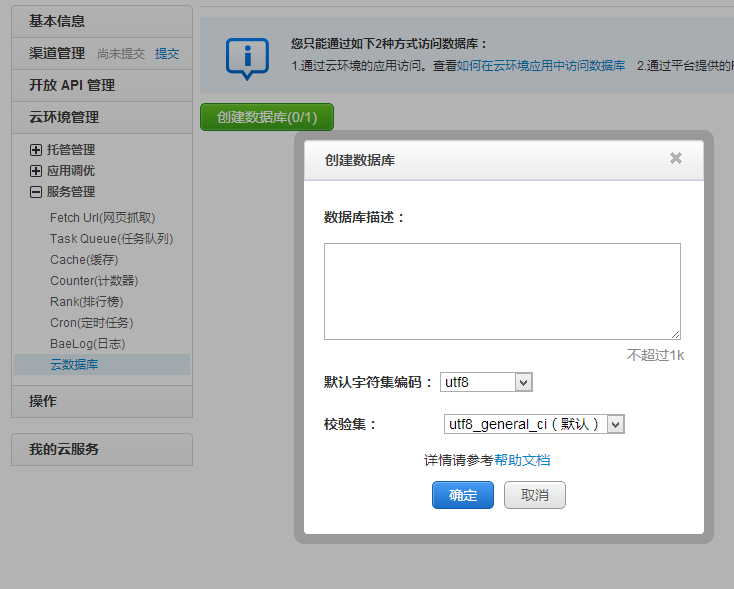 基本信息
渠道管理 尚未提交 提交
开放 API 管理
云环境管理
托管管理
应用调优
服务管理
Fetch Url(网页抓取)
Task Queue(任务队列)
Cache(缓存)
Counter(计数器)
Rank(排行榜)
Cron(定时任务)
BaeLog(日志)
云数据库
操作
我的云服务
您只能通过如下2种方式访问数据库：
1.通过云环境的应用访问。查看如何在云环境应用中访问数据库 2.通过平台提供的
创建数据库(0/1)
创建数据库
数据库描述：
不超过1k
默认字符集编码： utf8
校验集： utf8_general_ci ( 默认 )
详情请参考帮助文档
确定 取消